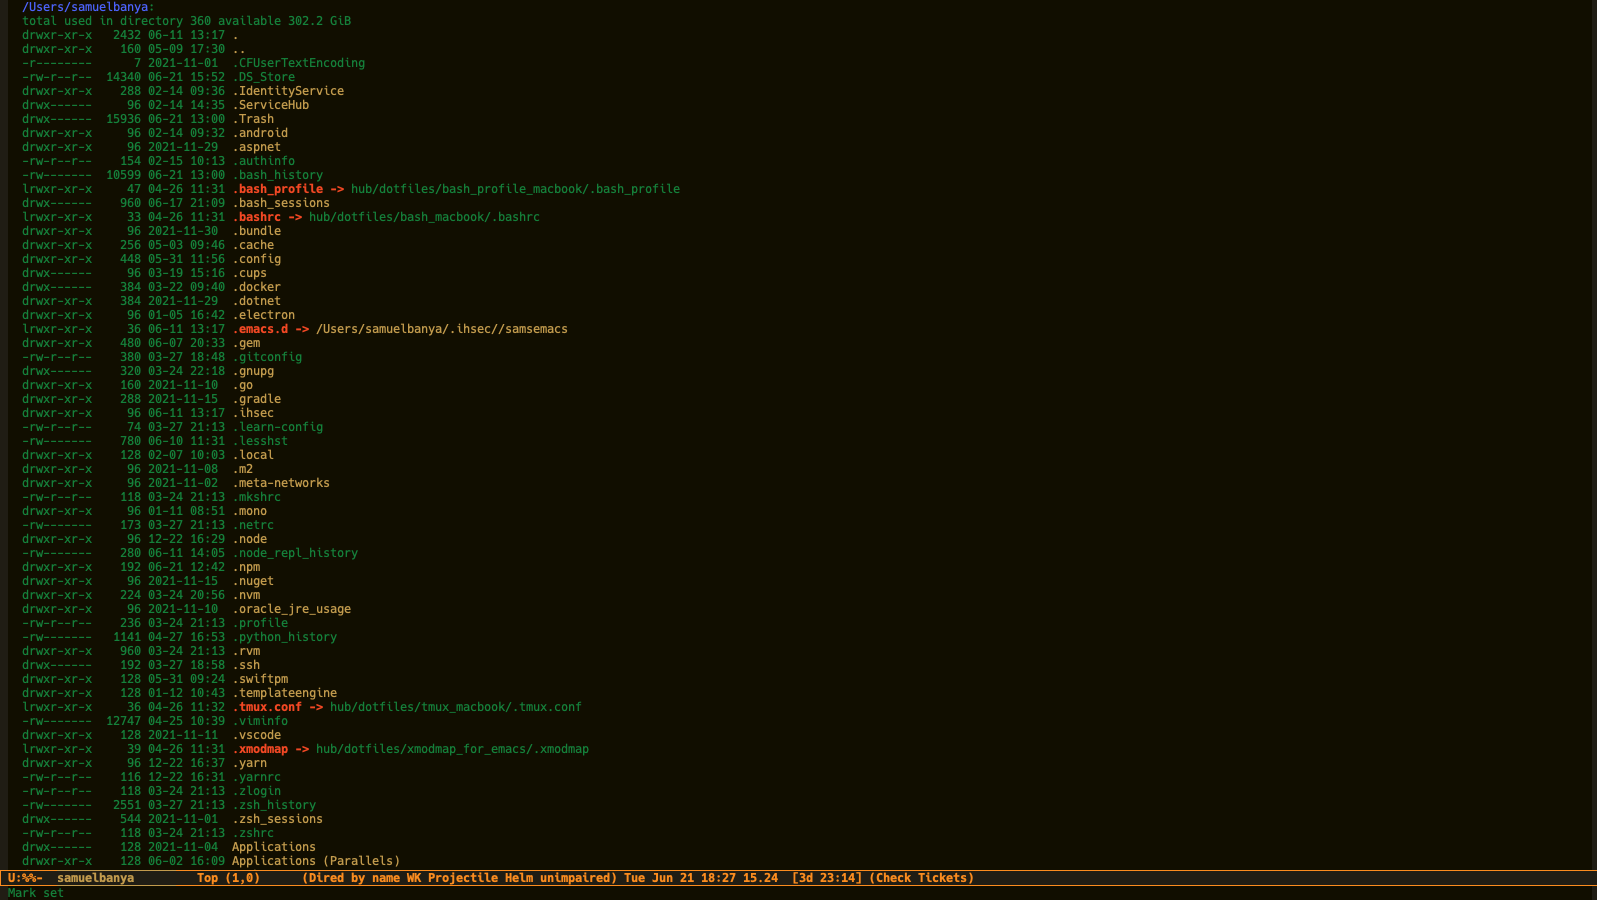 /Users/samuelbanya:
total used in directory 360 available 302.2 GiB
drwxr-xr-x   2432 06-11 13:17 .
drwxr-xr-x    160 05-09 17:30 ..
-r--------      7 2021-11-01  .CFUserTextEncoding
-rw-r--r--  14340 06-21 15:52 .DS_Store
drwxr-xr-x    288 02-14 09:36 .IdentityService
drwx------     96 02-14 14:35 .ServiceHub
drwx------  15936 06-21 13:00 .Trash
drwxr-xr-x     96 02-14 09:32 .android
drwxr-xr-x     96 2021-11-29  .aspnet
-rw-r--r--    154 02-15 10:13 .authinfo
-rw-------  10599 06-21 13:00 .bash_history
lrwxr-xr-x     47 04-26 11:31 .bash_profile -> hub/dotfiles/bash_profile_macbook/.bash_profile
drwx------    960 06-17 21:09 .bash_sessions
lrwxr-xr-x     33 04-26 11:31 .bashrc -> hub/dotfiles/bash_macbook/.bashrc
drwxr-xr-x     96 2021-11-30  .bundle
drwxr-xr-x    256 05-03 09:46 .cache
drwxr-xr-x    448 05-31 11:56 .config
drwx------     96 03-19 15:16 .cups
drwx------    384 03-22 09:40 .docker
drwxr-xr-x    384 2021-11-29  .dotnet
drwxr-xr-x     96 01-05 16:42 .electron
lrwxr-xr-x     36 06-11 13:17 .emacs.d -> /Users/samuelbanya/.ihsec//samsemacs
drwxr-xr-x    480 06-07 20:33 .gem
-rw-r--r--    380 03-27 18:48 .gitconfig
drwx------    320 03-24 22:18 .gnupg
drwxr-xr-x    160 2021-11-10  .go
drwxr-xr-x    288 2021-11-15  .gradle
drwxr-xr-x     96 06-11 13:17 .ihsec
-rw-r--r--     74 03-27 21:13 .learn-config
-rw-------    780 06-10 11:31 .lesshst
drwxr-xr-x    128 02-07 10:03 .local
drwxr-xr-x     96 2021-11-08  .m2
drwxr-xr-x     96 2021-11-02  .meta-networks
-rw-r--r--    118 03-24 21:13 .mkshrc
drwxr-xr-x     96 01-11 08:51 .mono
-rw-------    173 03-27 21:13 .netrc
drwxr-xr-x     96 12-22 16:29 .node
-rw-------    280 06-11 14:05 .node_repl_history
drwxr-xr-x    192 06-21 12:42 .npm
drwxr-xr-x     96 2021-11-15  .nuget
drwxr-xr-x    224 03-24 20:56 .nvm
drwxr-xr-x     96 2021-11-10  .oracle_jre_usage
-rw-r--r--    236 03-24 21:13 .profile
-rw-------   1141 04-27 16:53 .python_history
drwxr-xr-x    960 03-24 21:13 .rvm
drwx------    192 03-27 18:58 .ssh
drwxr-xr-x    128 05-31 09:24 .swiftpm
drwxr-xr-x    128 01-12 10:43 .templateengine
lrwxr-xr-x     36 04-26 11:32 .tmux.conf -> hub/dotfiles/tmux_macbook/.tmux.conf
-rw-------  12747 04-25 10:39 .viminfo
drwxr-xr-x    128 2021-11-11  .vscode
lrwxr-xr-x     39 04-26 11:31 .xmodmap -> hub/dotfiles/xmodmap_for_emacs/.xmodmap
drwxr-xr-x     96 12-22 16:37 .yarn
-rw-r--r--    116 12-22 16:31 .yarnrc
-rw-r--r--    118 03-24 21:13 .zlogin
-rw-------   2551 03-27 21:13 .zsh_history
drwx------    544 2021-11-01  .zsh_sessions
-rw-r--r--    118 03-24 21:13 .zshrc
drwx------    128 2021-11-04  Applications
drwxr-xr-x    128 06-02 16:09 Applications (Parallels)
U:%%-  samuelbanya         Top (1,0)      (Dired by name WK Projectile Helm unimpaired) Tue Jun 21 18:27 15.24  [3d 23:14] (Check Tickets)
Mark set